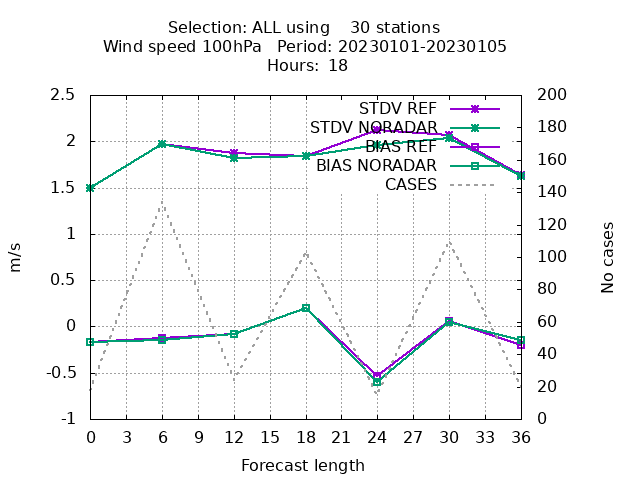 Selection: ALL using    30 stations
Wind speed 100hPa   Period: 20230101-20230105
Hours: 18
STDV REF
STDV NORADAR
BIAS REF
BIAS NORADAR
CASES
2.5
2
1.5
1
0.5
0
-0.5
-1
m/s
200
180
160
140
120
100
80
60
40
20
0
No cases
0 3 6 9 12 15 18 21 24 27 30 33 36
Forecast length